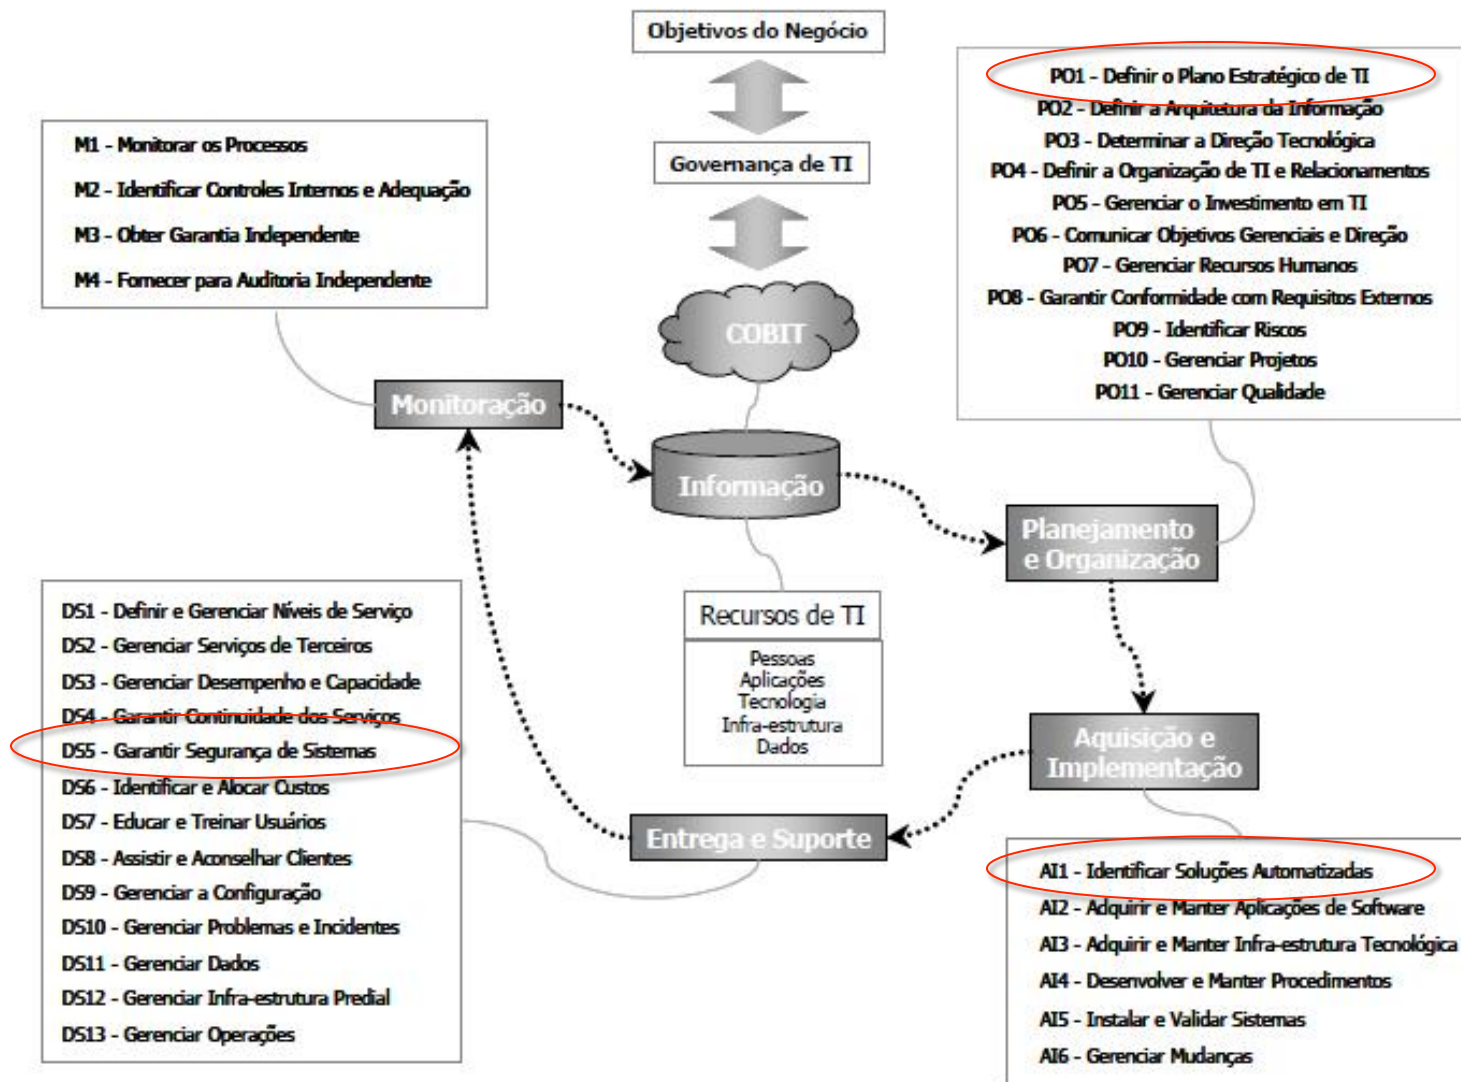 Objetivos do Negócio
Governança de TI
COBIT
Informação
Recursos de TI
Pessoas
Aplicações
Tecnologia
Infra-estrutura
Dados
Monitoração
M1 - Monitorar os Processos
M2 - Identificar Controles Internos e Adequação
M3 - Obter Garantia Independente
M4 - Fornecer para Auditoria Independente
PO1 - Definir o Plano Estratégico de TI
PO2 - Definir a Arquitetura da Informação
PO3 - Determinar a Direção Tecnológica
PO4 - Definir a Organização de TI e Relacionamentos
PO5 - Gerenciar o Investimento em TI
PO6 - Comunicar Objetivos Gerenciais e Direção
PO7 - Gerenciar Recursos Humanos
PO8 - Garantir Conformidade com Requisitos Externos
PO9 - Identificar Riscos
PO10 - Gerenciar Projetos
PO11 - Gerenciar Qualidade
Planejamento
e Organização
Aquisição e
Implementação
AI1 - Identificar Soluções Automatizadas
AI2 - Adquirir e Manter Aplicações de Software
AI3 - Adquirir e Manter Infra-estrutura Tecnológica
AI4 - Desenvolver e Manter Procedimentos
AI5 - Instalar e Validar Sistemas
AI6 - Gerenciar Mudanças
Entrega e Suporte
DS1 - Definir e Gerenciar Níveis de Serviço
DS2 - Gerenciar Serviços de Terceiros
DS3 - Gerenciar Desempenho e Capacidade
DS4 - Garantir Continuidade dos Serviços
DS5 - Garantir Segurança de Sistemas
DS6 - Identificar e Alocar Custos
DS7 - Educar e Treinar Usuários
DS8 - Assistir e Aconselhar Clientes
DS9 - Gerenciar a Configuração
DS10 - Gerenciar Problemas e Incidentes
DS11 - Gerenciar Dados
DS12 - Gerenciar Infra-estrutura Predial
DS13 - Gerenciar Operações